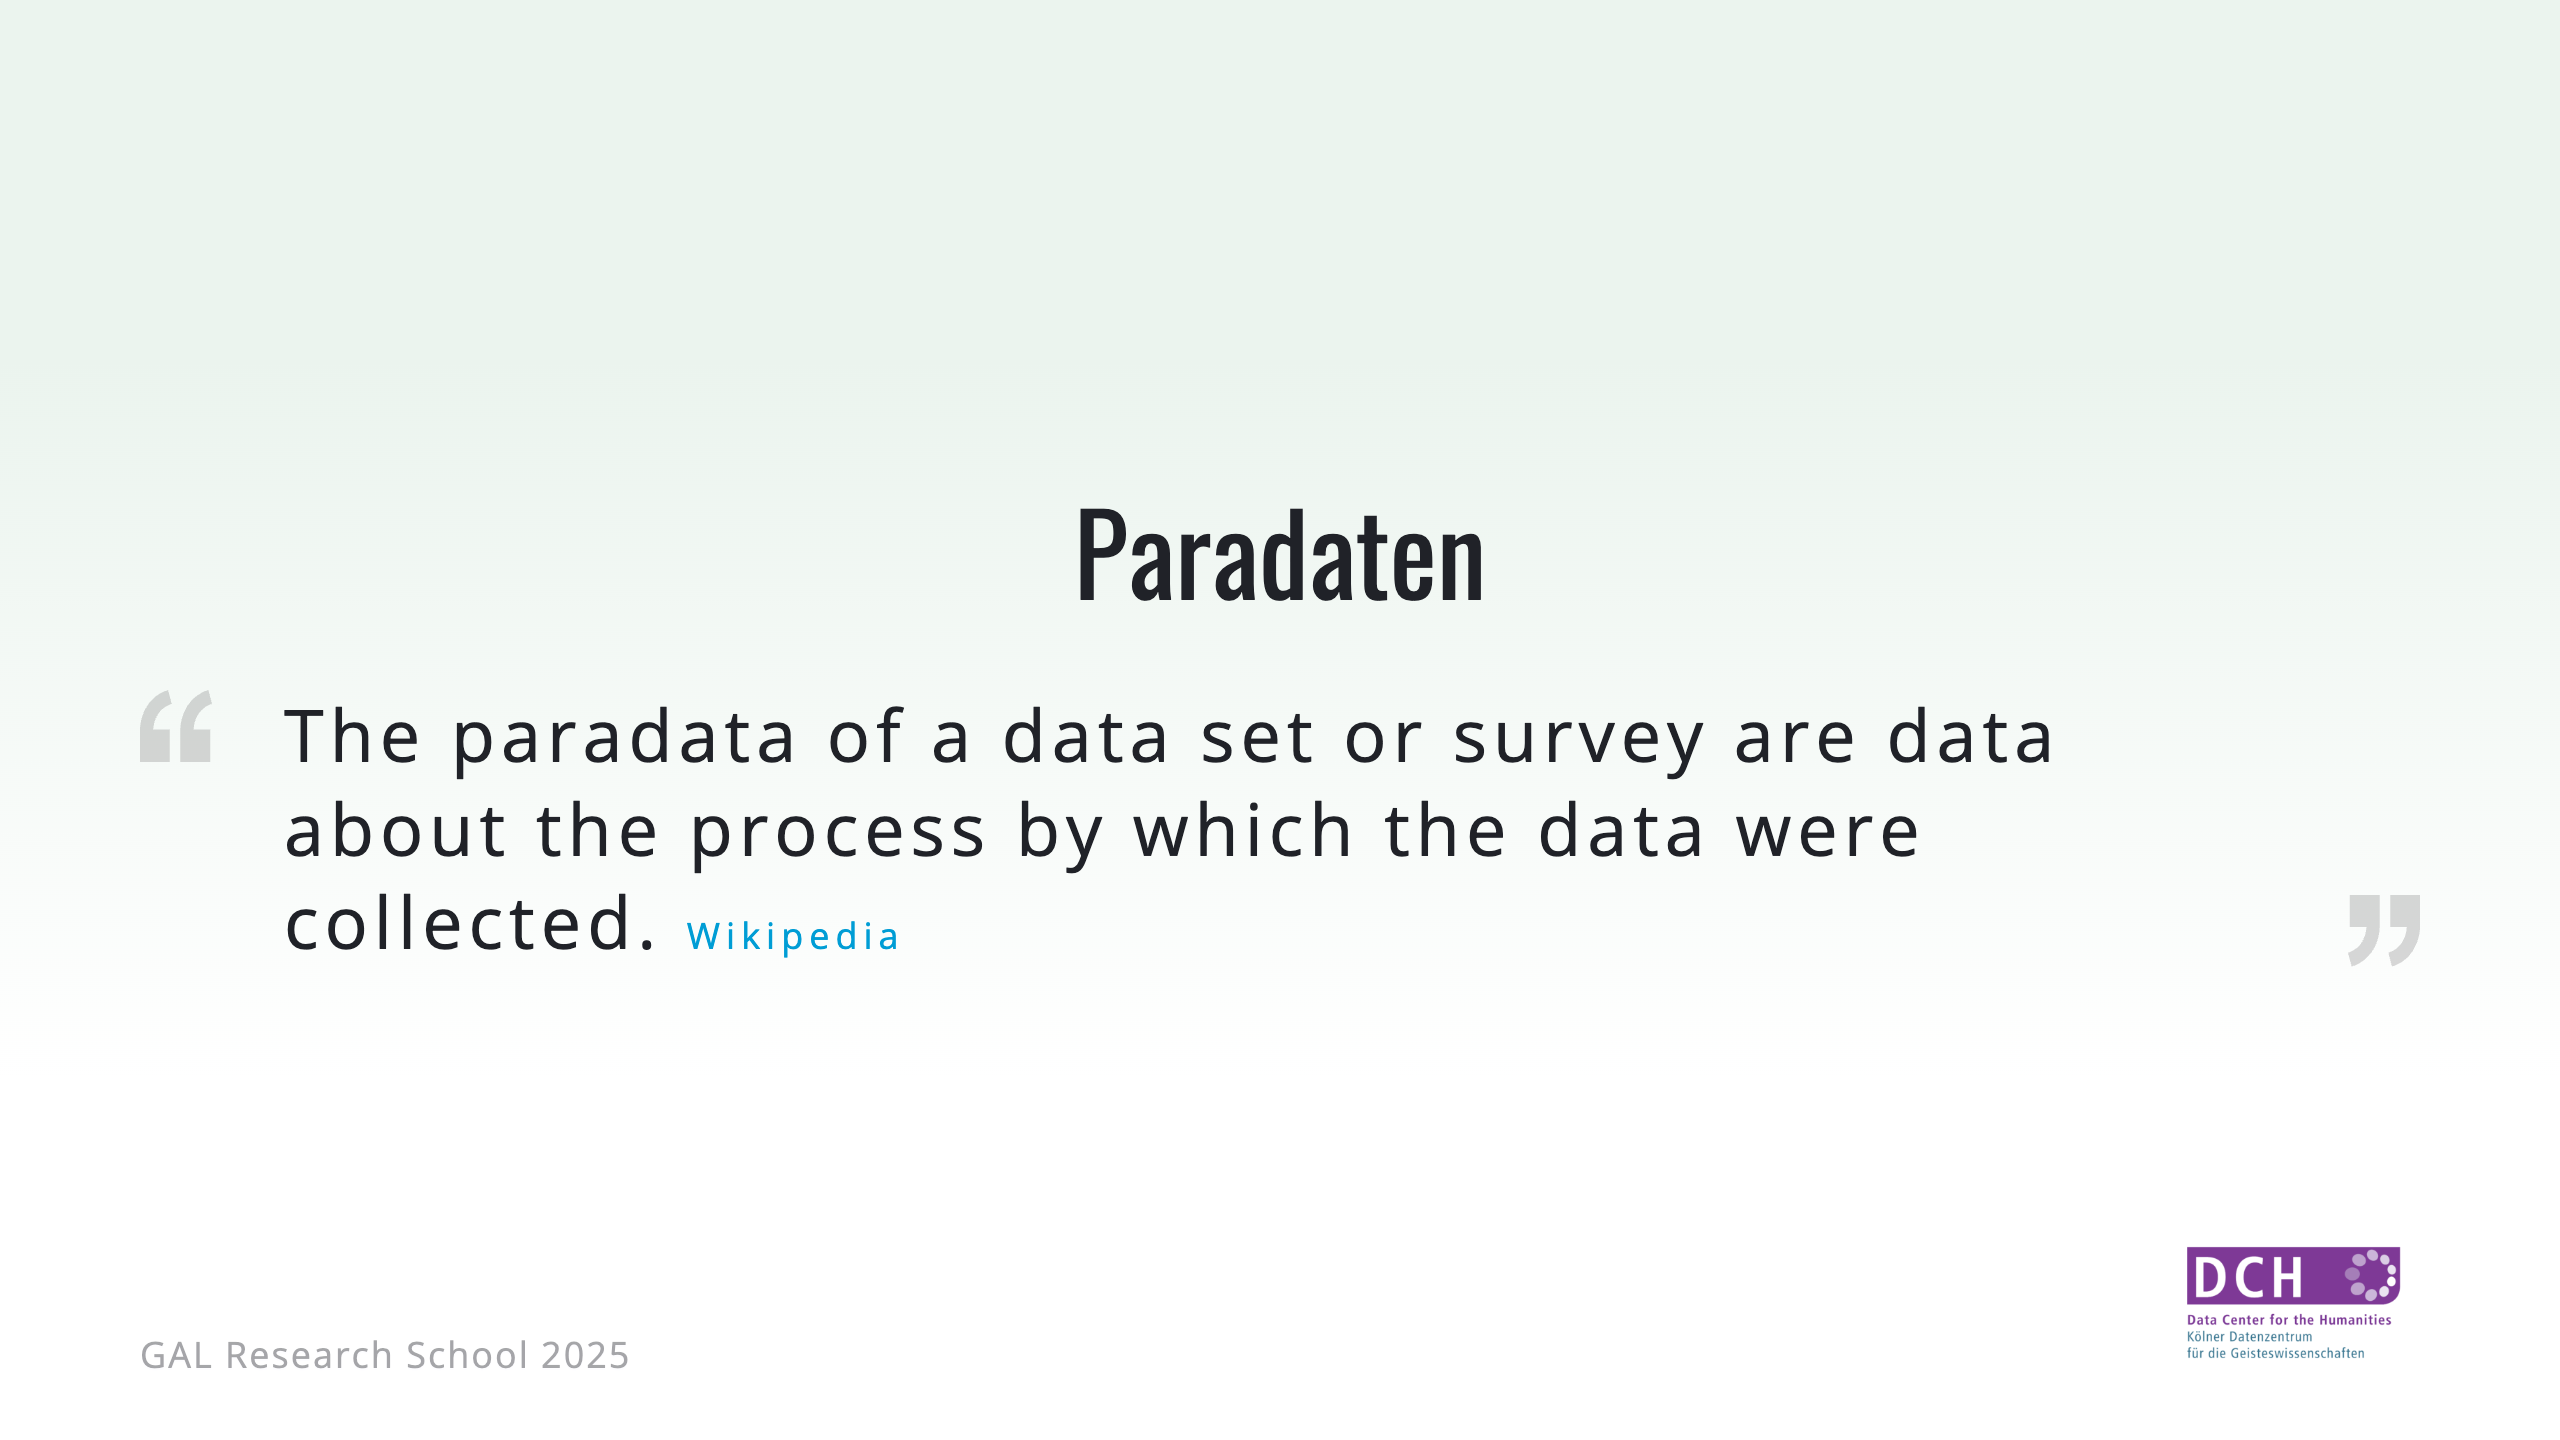 Paradaten
“
The paradata of a data set or survey are data
about the process by which the data were
collected. Wikipedia
”
GAL Research School 2025
DCH
Data Center for the Humanities
Kölner Datenzentrum
für die Geisteswissenschaften